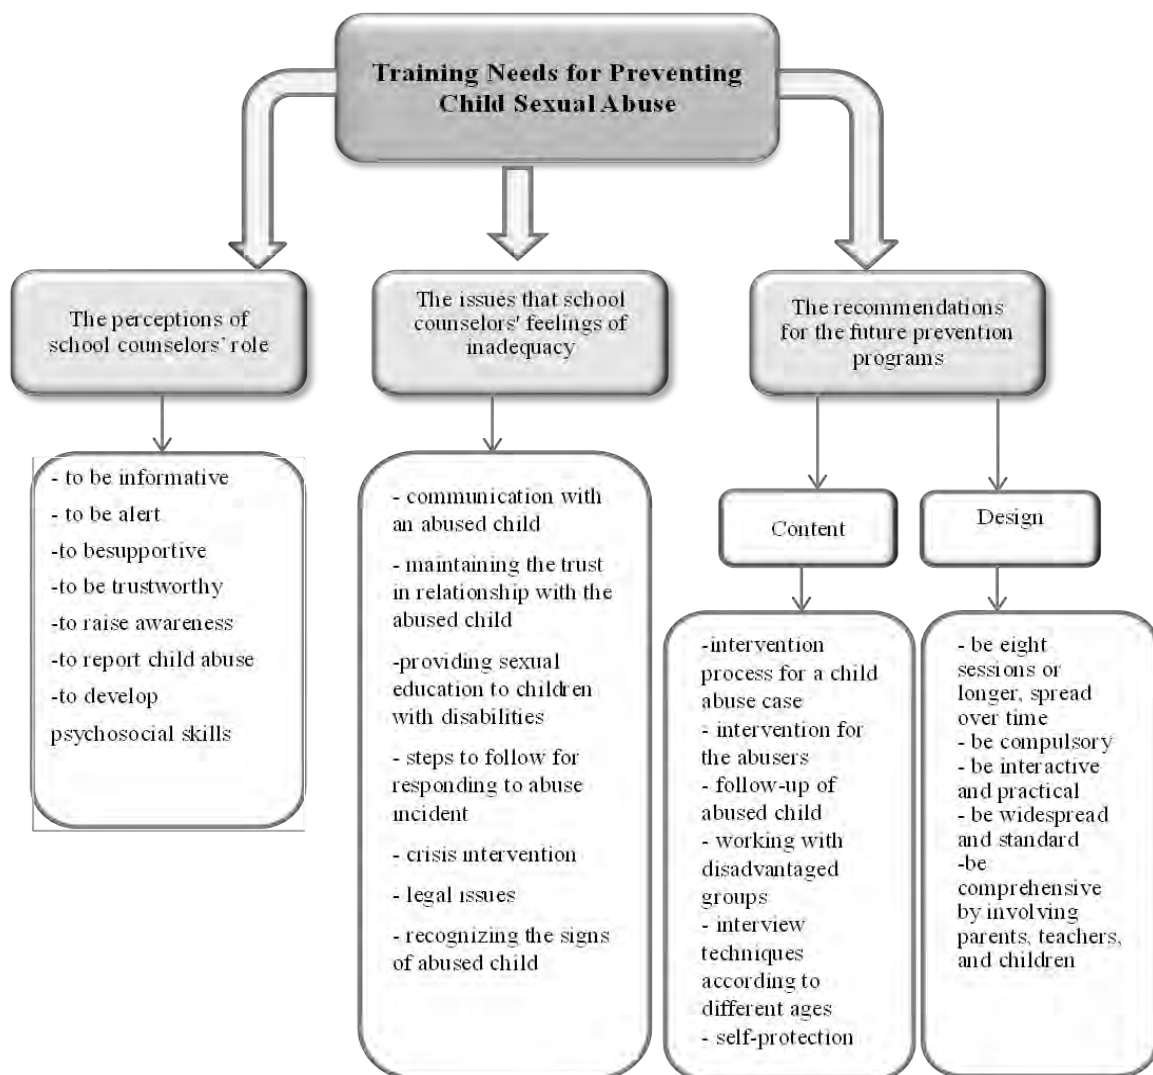 Training Needs for Preventing
Child Sexual Abuse
The perceptions of
school counselors' role
The issues that school
counselors' feelings of
inadequacy
The recommendations
for the future prevention
programs
- to be informative
- to be alert
-to besupportive
-to be trustworthy
-to raise awareness
-to report child abuse
-to develop
psychosocial skills
- communication with
an abused child
- maintaining the trust
in relationship with the
abused child
-providing sexual
education to children
with disabilities
- steps to follow for
responding to abuse
incident
- crisis intervention
- legal issues
- recognizing the signs
of abused child
Content
Design
-intervention
process for a child
abuse case
- intervention for
the abusers
- follow-up of
abused child
- working with
disadvantaged
groups
- interview
techniques
according to
different ages
- self-protection
- be eight
sessions or
longer, spread
over time
- be compulsory
- be interactive
and practical
- be widespread
and standard
-be
comprehensive
by involving
parents, teachers,
and children